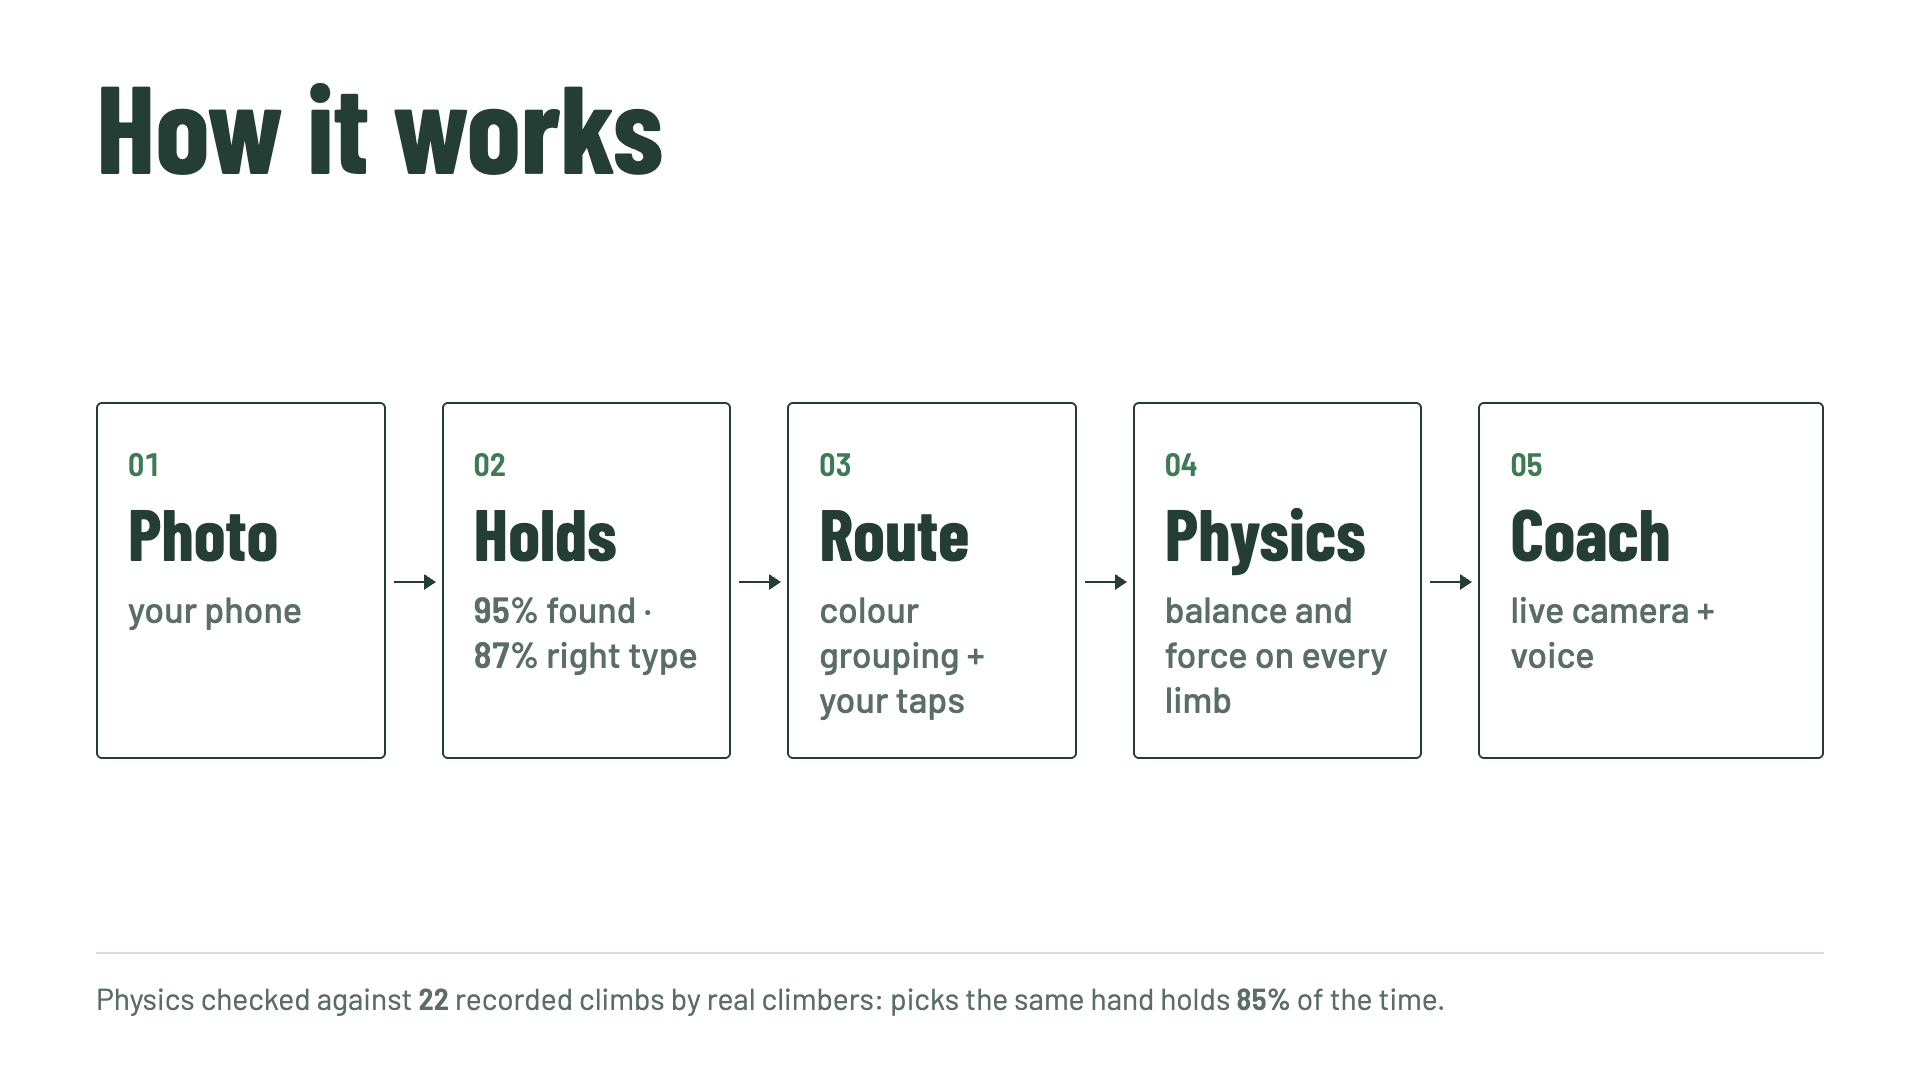 How it works
01
Photo
your phone
02
Holds
95% found ·
87% right type
03
Route
colour
grouping +
your taps
04
Physics
balance and
force on every
limb
05
Coach
live camera +
voice
Physics checked against 22 recorded climbs by real climbers: picks the same hand holds 85% of the time.